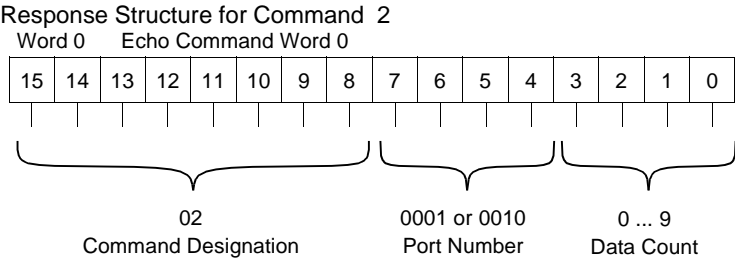 Response Structure for Command 2
Word 0 Echo Command Word 0
15 14 13 12 11 10 9 8 7 6 5 4 3 2 1 0
02 0001 or 0010 0 ... 9
Command Designation Port Number Data Count